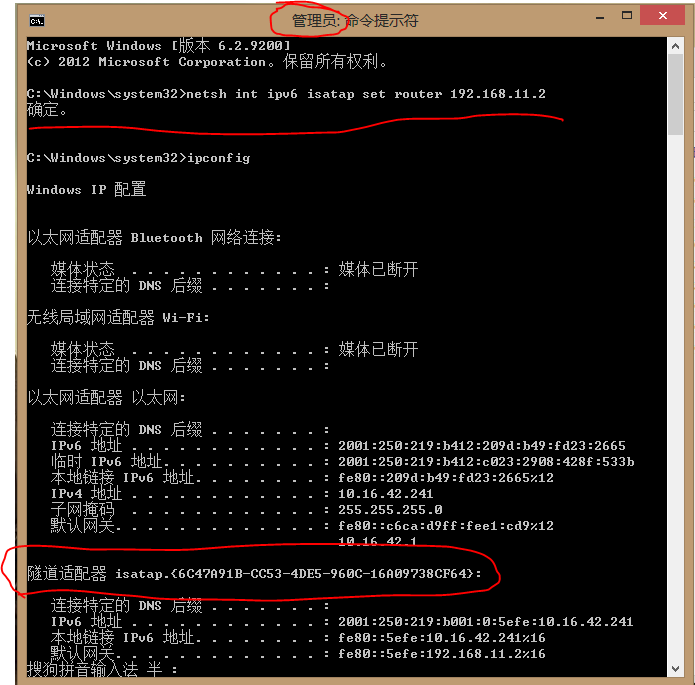 管理员: 命令提示符
Microsoft Windows [版本 6.2.9200]
(c) 2012 Microsoft Corporation。保留所有权利。
C:\Windows\system32>netsh int ipv6 isatap set router 192.168.11.2
确定。
C:\Windows\system32>ipconfig
Windows IP 配置
以太网适配器 Bluetooth 网络连接:
媒体状态 . . . . . . . . . . . . : 媒体已断开
连接特定的 DNS 后缀 . . . . . . . :
无线局域网适配器 Wi-Fi:
媒体状态 . . . . . . . . . . . . : 媒体已断开
连接特定的 DNS 后缀 . . . . . . . :
以太网适配器 以太网:
连接特定的 DNS 后缀 . . . . . . . :
IPv6 地址 . . . . . . . . . . . . : 2001:250:219:b412:209d:b49:fd23:2665
临时 IPv6 地址. . . . . . . . . . : 2001:250:219:b412:c023:2908:428f:533b
本地链接 IPv6 地址. . . . . . . . : fe80::209d:b49:fd23:2665%12
IPv4 地址 . . . . . . . . . . . . : 10.16.42.241
子网掩码 . . . . . . . . . . . . : 255.255.255.0
默认网关. . . . . . . . . . . . . : fe80::c6ca:d9ff:fee1:cd9%12
10.16.42.1
隧道适配器 isatap.{6C47A91B-CC53-4DE5-960C-16A09738CF64}:
连接特定的 DNS 后缀 . . . . . . . :
IPv6 地址 . . . . . . . . . . . . : 2001:250:219:b001:0:5efe:10.16.42.241
本地链接 IPv6 地址. . . . . . . . : fe80::5efe:10.16.42.241%16
默认网关. . . . . . . . . . . . . : fe80::5efe:192.168.11.2%16
搜狗拼音输入法 半 :